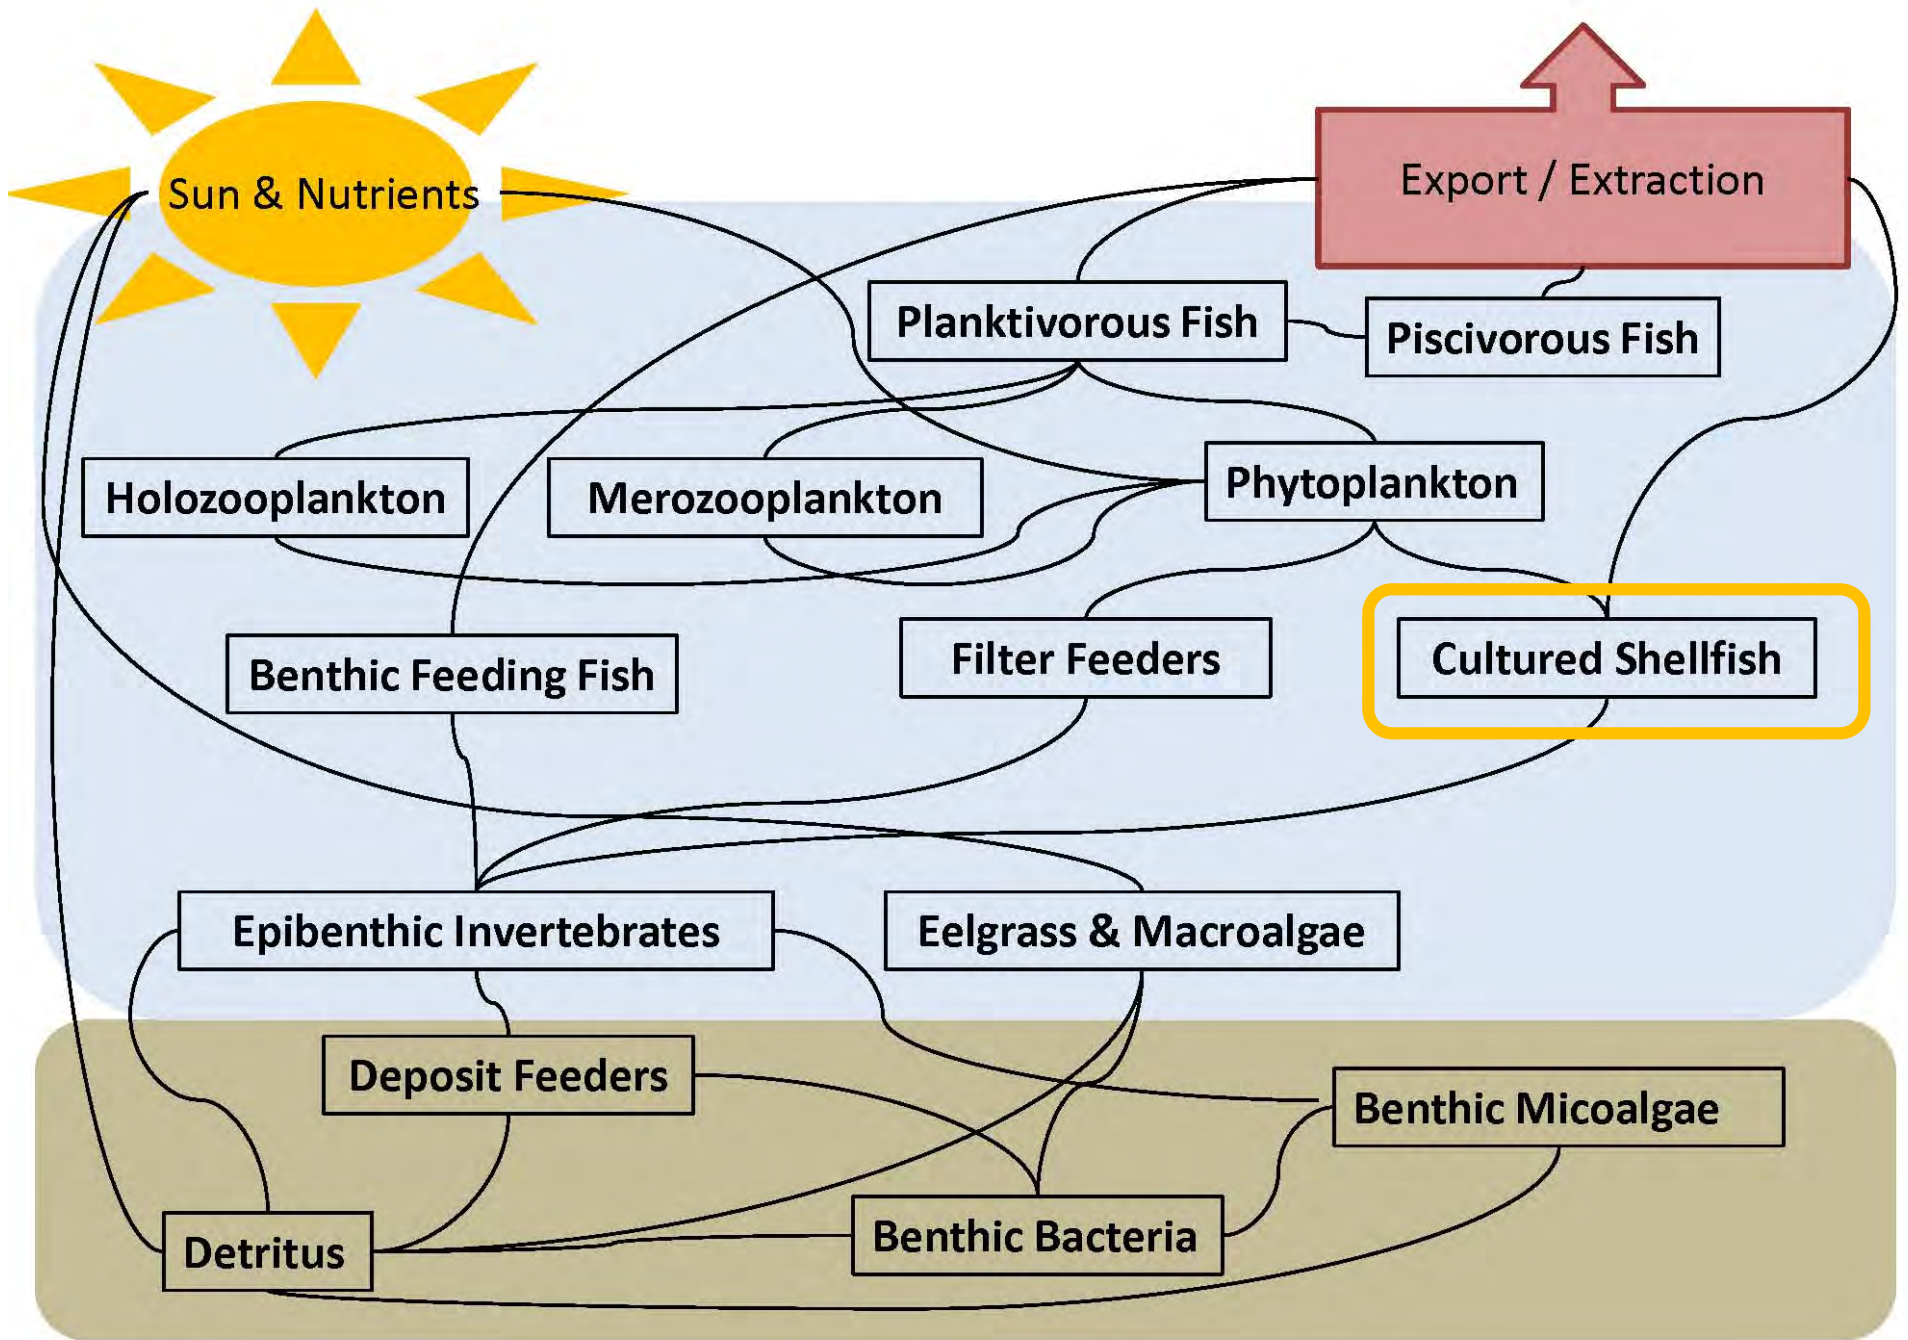 Sun & Nutrients
Export / Extraction
Planktivorous Fish
Piscivorous Fish
Holozooplankton
Merozooplankton
Phytoplankton
Benthic Feeding Fish
Filter Feeders
Cultured Shellfish
Epibenthic Invertebrates
Eelgrass & Macroalgae
Deposit Feeders
Benthic Micoalgae
Detritus
Benthic Bacteria